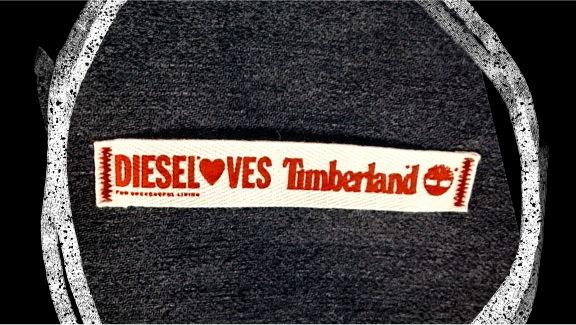 DIESEL♥VES Timberland
FOR SUCCESSFUL LIVING